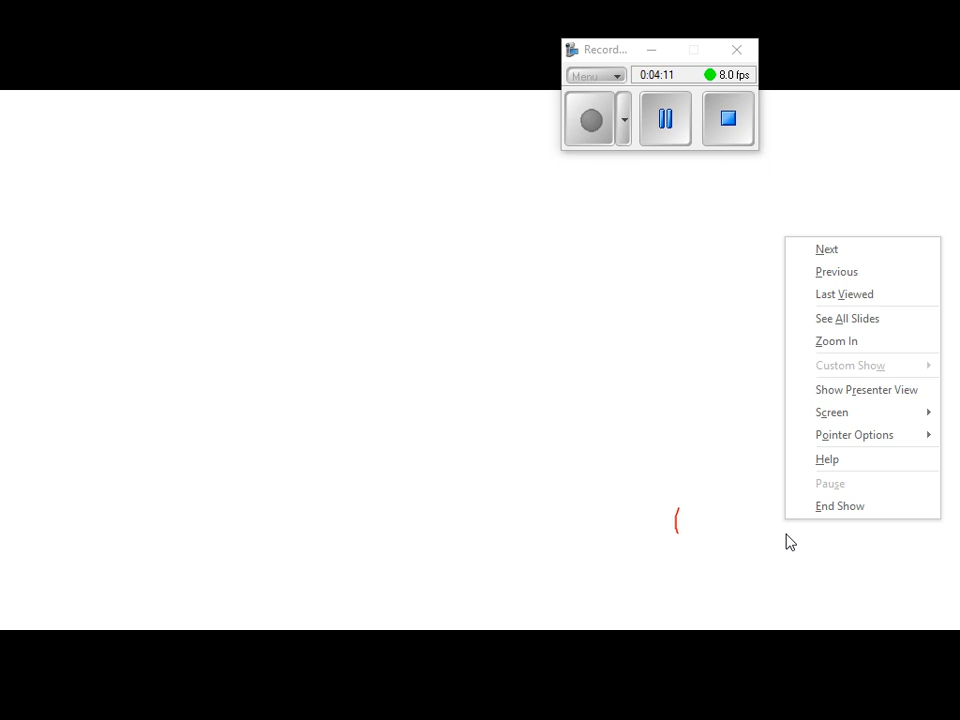 Record...
Menu
0:04:11
8.0 fps
Next
Previous
Last Viewed
See All Slides
Zoom In
Custom Show
Show Presenter View
Screen
Pointer Options
Help
Pause
End Show
(